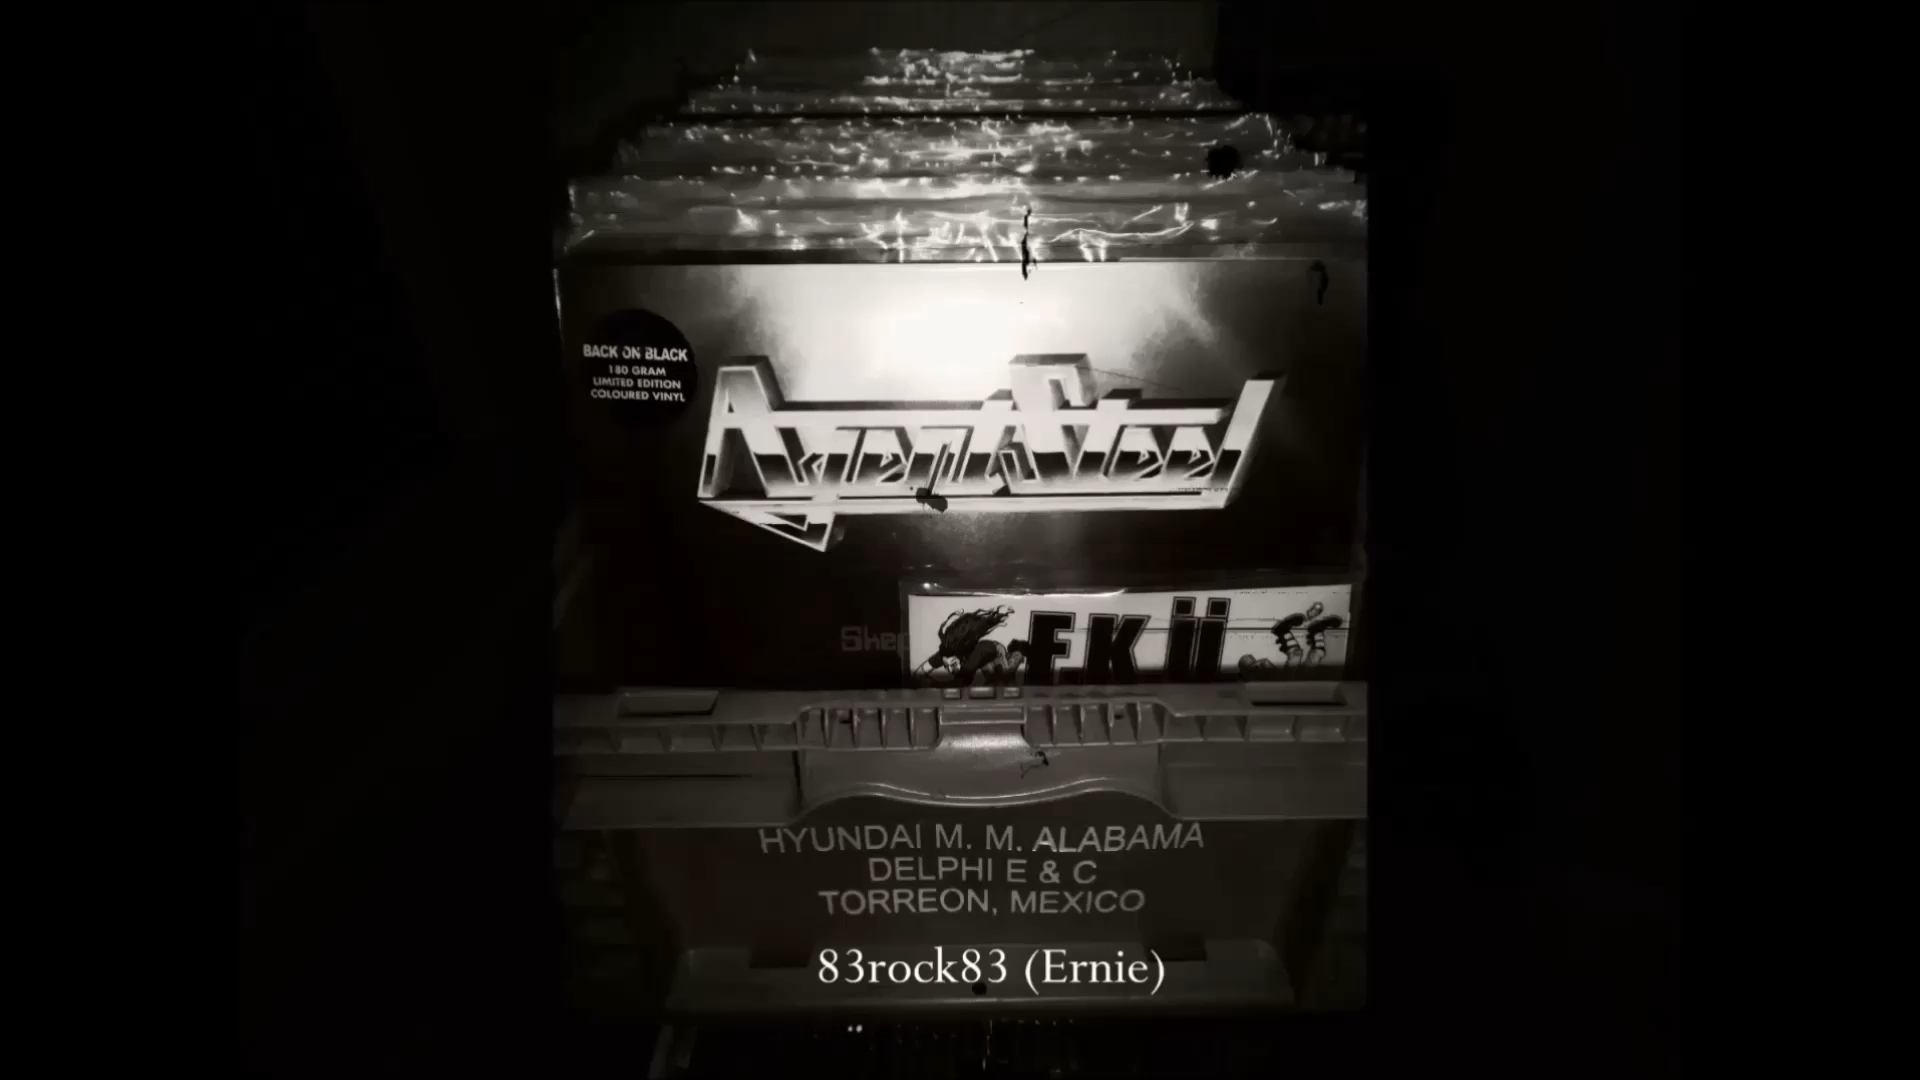 BACK ON BLACK
180 GRAM
LIMITED EDITION
COLOURED VINYL
Agent Steel
HYUNDAI M. M. ALABAMA
DELPHI E & C
TORREON, MEXICO
83rock83 (Ernie)